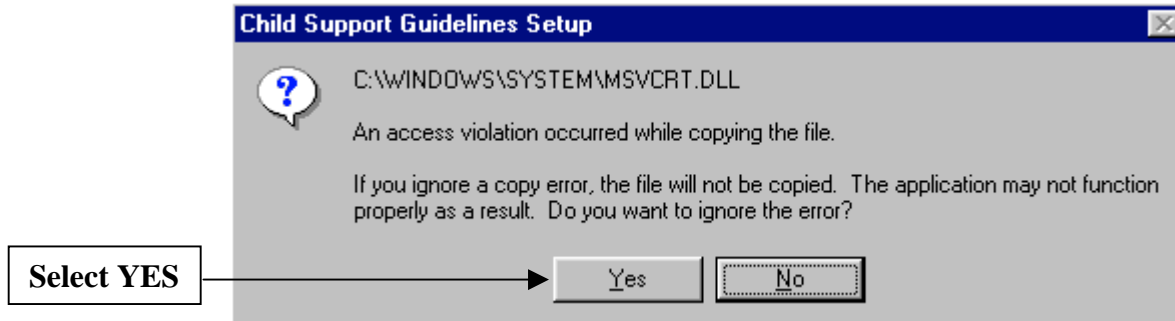 Child Support Guidelines Setup
C:\WINDOWS\SYSTEM\MSVCRT.DLL
An access violation occurred while copying the file.
If you ignore a copy error, the file will not be copied.  The application may not function
properly as a result.  Do you want to ignore the error?
Select YES
Yes
No